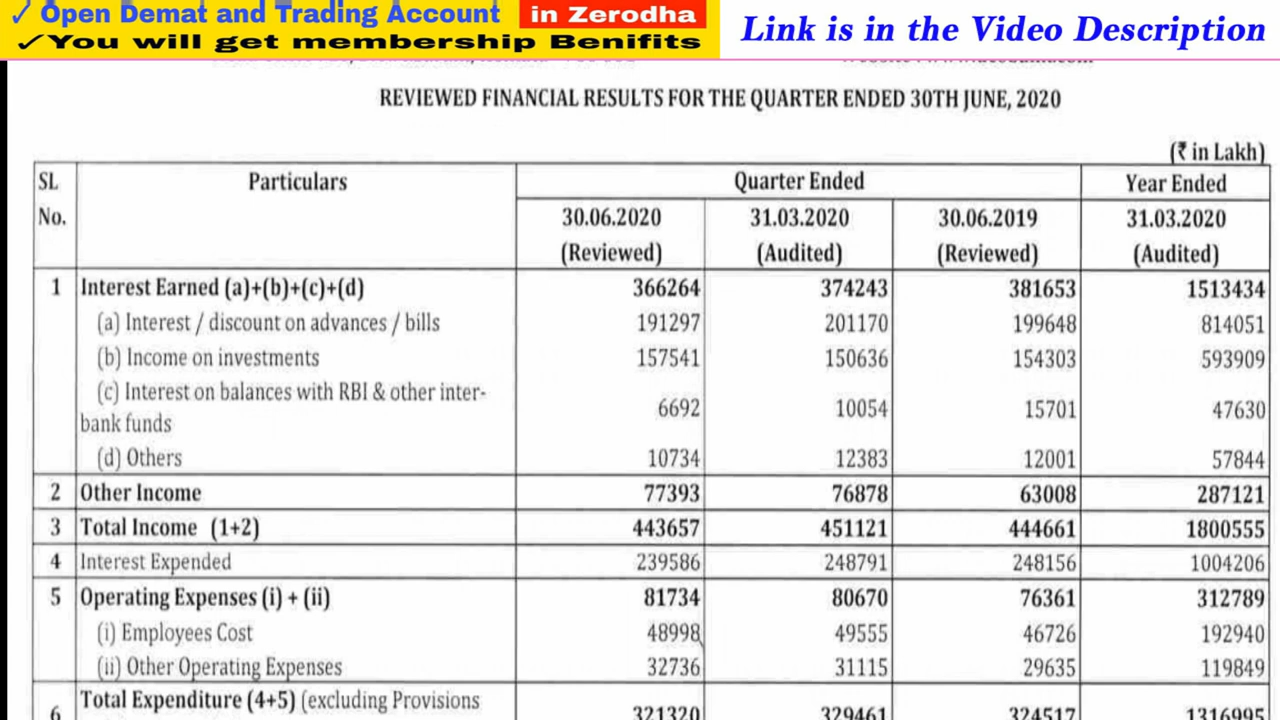 ✓ Open Demat and Trading Account in Zerodha
✓You will get membership Benifits
Link is in the Video Description
REVIEWED FINANCIAL RESULTS FOR THE QUARTER ENDED 30TH JUNE, 2020
(₹ in Lakh)
SL No. Particulars Quarter Ended Year Ended
30.06.2020 31.03.2020 30.06.2019 31.03.2020
(Reviewed) (Audited) (Reviewed) (Audited)
1 Interest Earned (a)+(b)+(c)+(d) 366264 374243 381653 1513434
(a) Interest / discount on advances / bills 191297 201170 199648 814051
(b) Income on investments 157541 150636 154303 593909
(c) Interest on balances with RBI & other inter-
bank funds 6692 10054 15701 47630
(d) Others 10734 12383 12001 57844
2 Other Income 77393 76878 63008 287121
3 Total Income (1+2) 443657 451121 444661 1800555
4 Interest Expended 239586 248791 248156 1004206
5 Operating Expenses (i) + (ii) 81734 80670 76361 312789
(i) Employees Cost 48998 49555 46726 192940
(ii) Other Operating Expenses 32736 31115 29635 119849
Total Expenditure (4+5) (excluding Provisions
6 321320 329461 324517 1316995